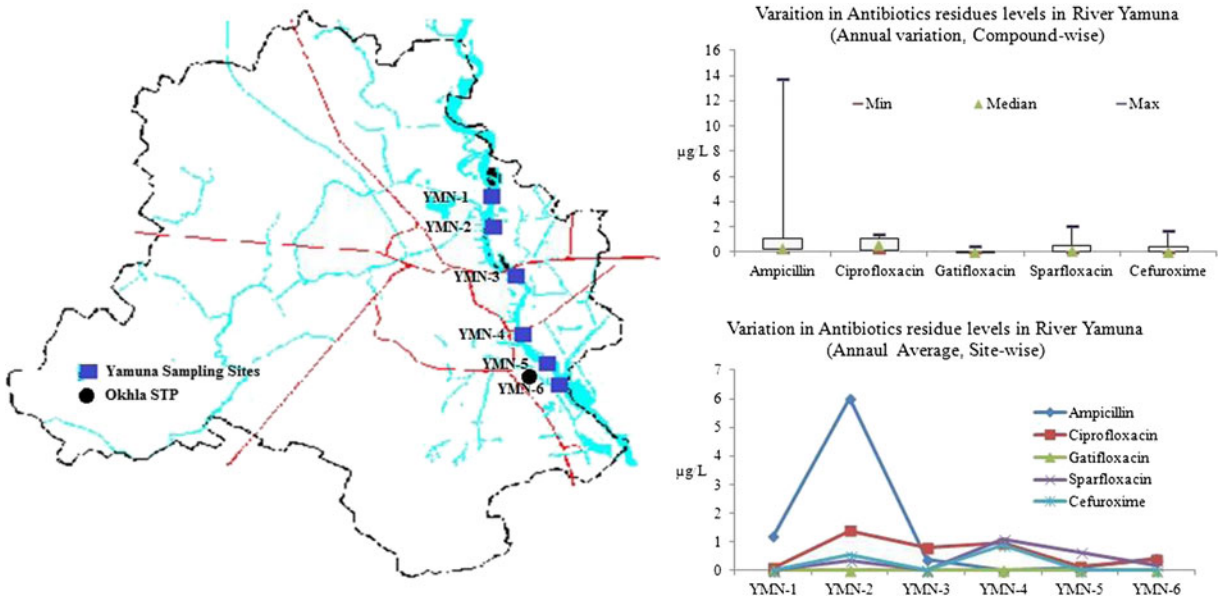 YMN-1
YMN-2
YMN-3
YMN-4
YMN-5
YMN-6
Yamuna Sampling Sites
Okhla STP
Varaition in Antibiotics residues levels in River Yamuna
(Annual variation, Compound-wise)
16
14
12
10
µg/L 8
6
4
2
0
Min Median Max
Ampicillin Ciprofloxacin Gatifloxacin Sparfloxacin Cefuroxime
Variation in Antibiotics residue levels in River Yamuna
(Annaul Average, Site-wise)
7
6
5
4
µg/L
3
2
1
0
Ampicillin
Ciprofloxacin
Gatifloxacin
Sparfloxacin
Cefuroxime
YMN-1 YMN-2 YMN-3 YMN-4 YMN-5 YMN-6